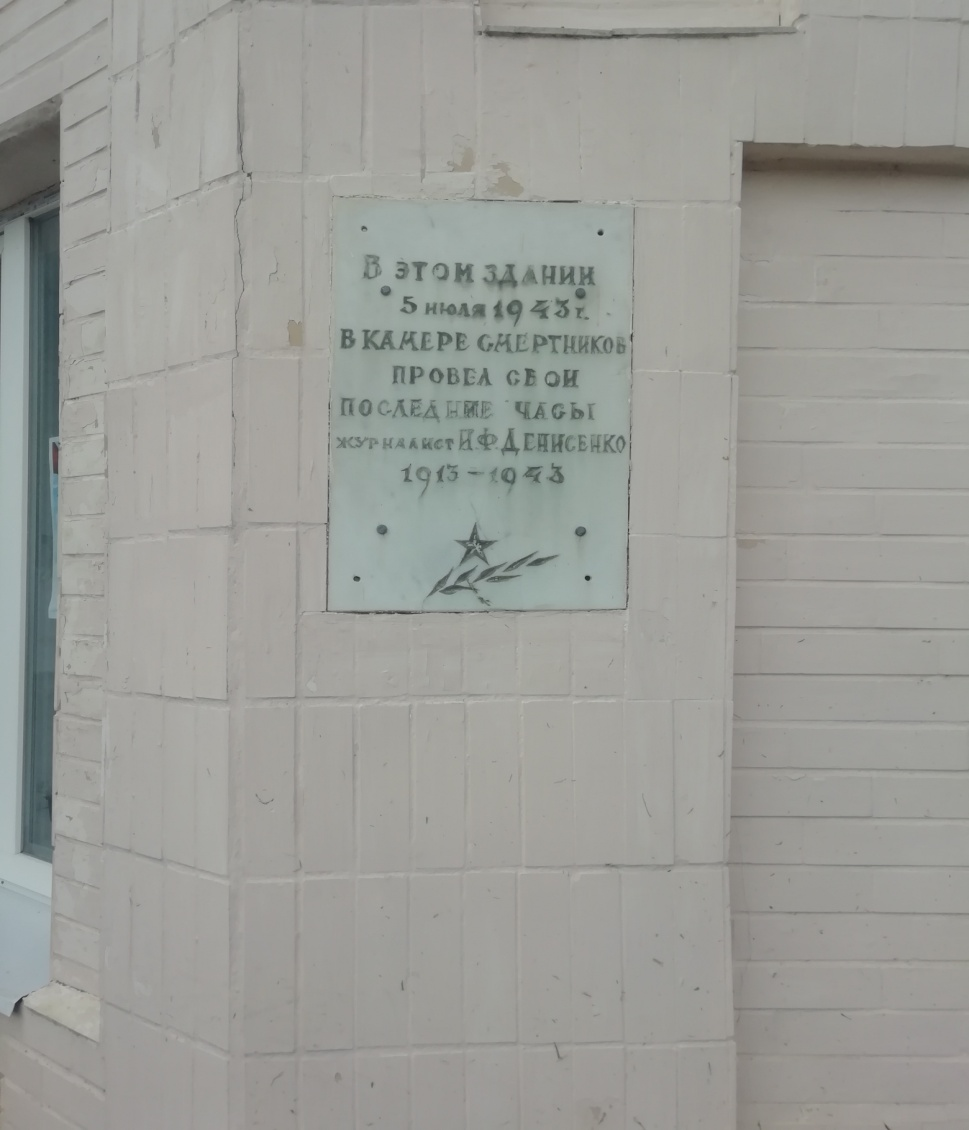 В ЭТОМ ЗДАНИИ
5 ИЮЛЯ 1943 г.
В КАМЕРЕ СМЕРТНИКОВ
ПРОВЕЛ СВОИ
ПОСЛЕДНИЕ ЧАСЫ
ЖУРНАЛИСТ И.Ф.ДЕНИСЕНКО
1913-1943